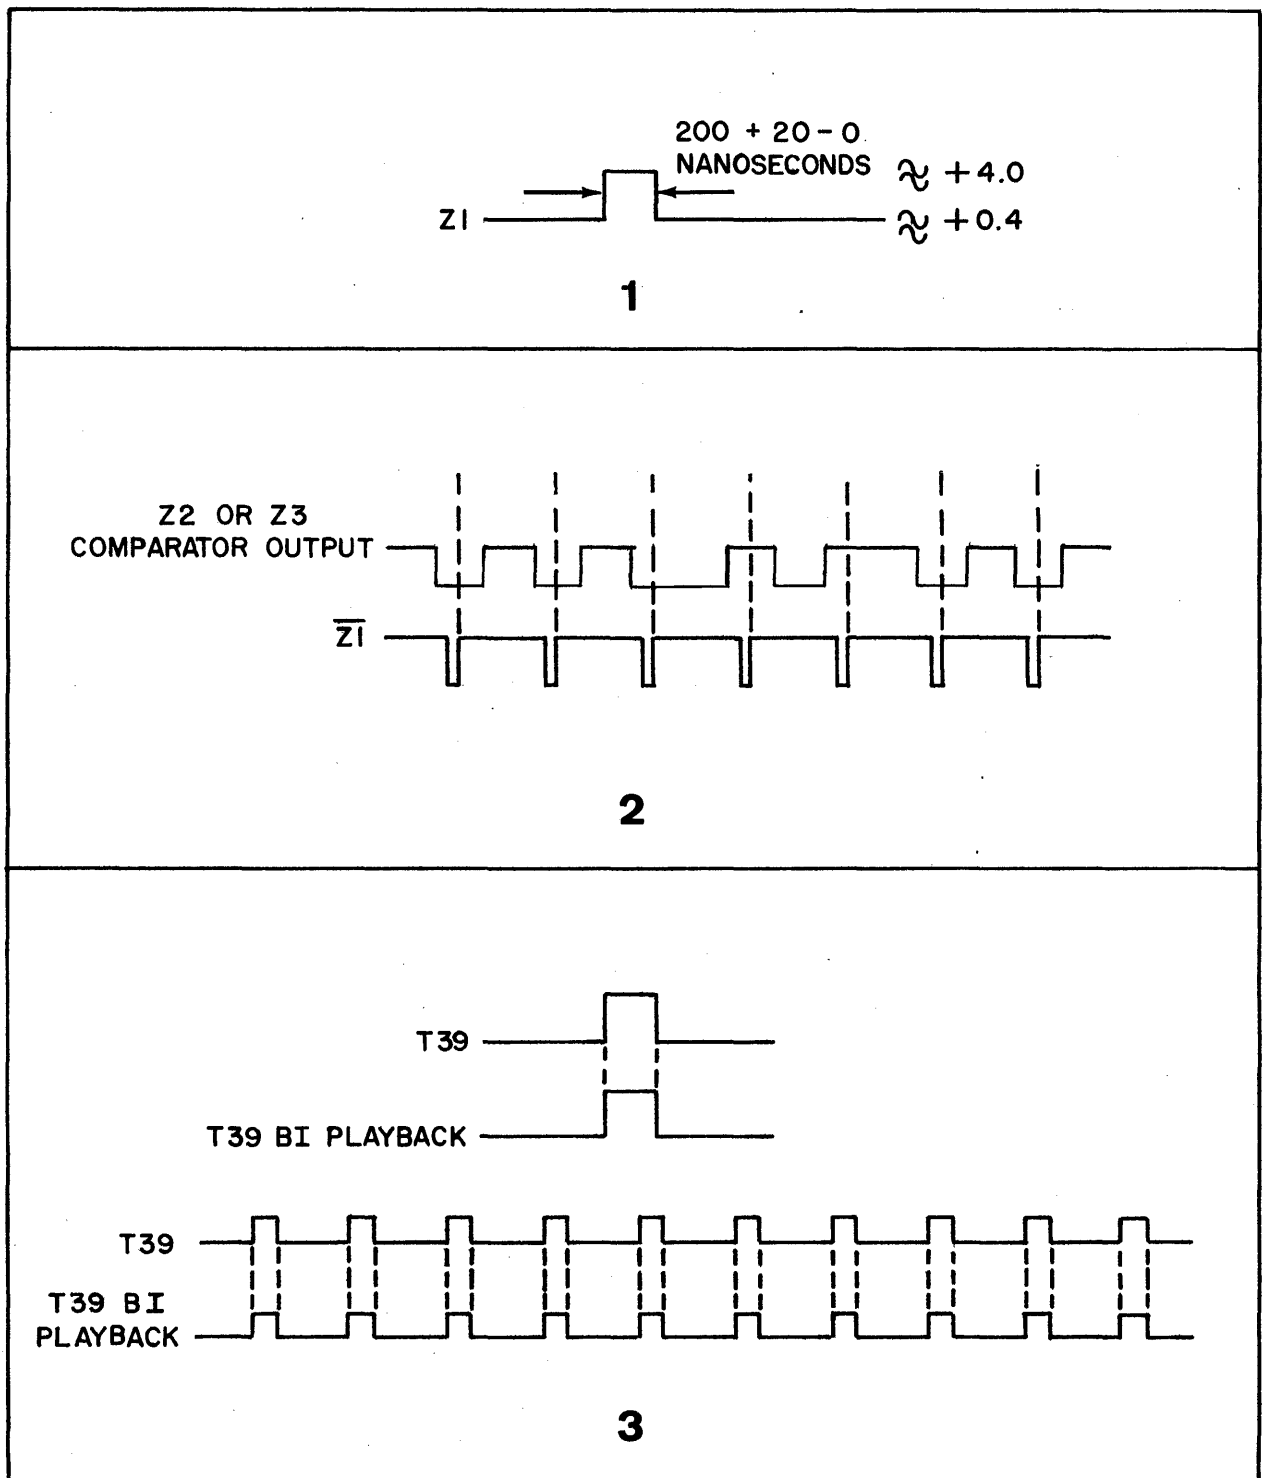 200 + 20 - 0
NANOSECONDS
≈ +4.0
Z1
≈ +0.4
1
Z2 OR Z3
COMPARATOR OUTPUT
Z̅1̅
2
T39
T39 BI PLAYBACK
T39
T39 BI
PLAYBACK
3